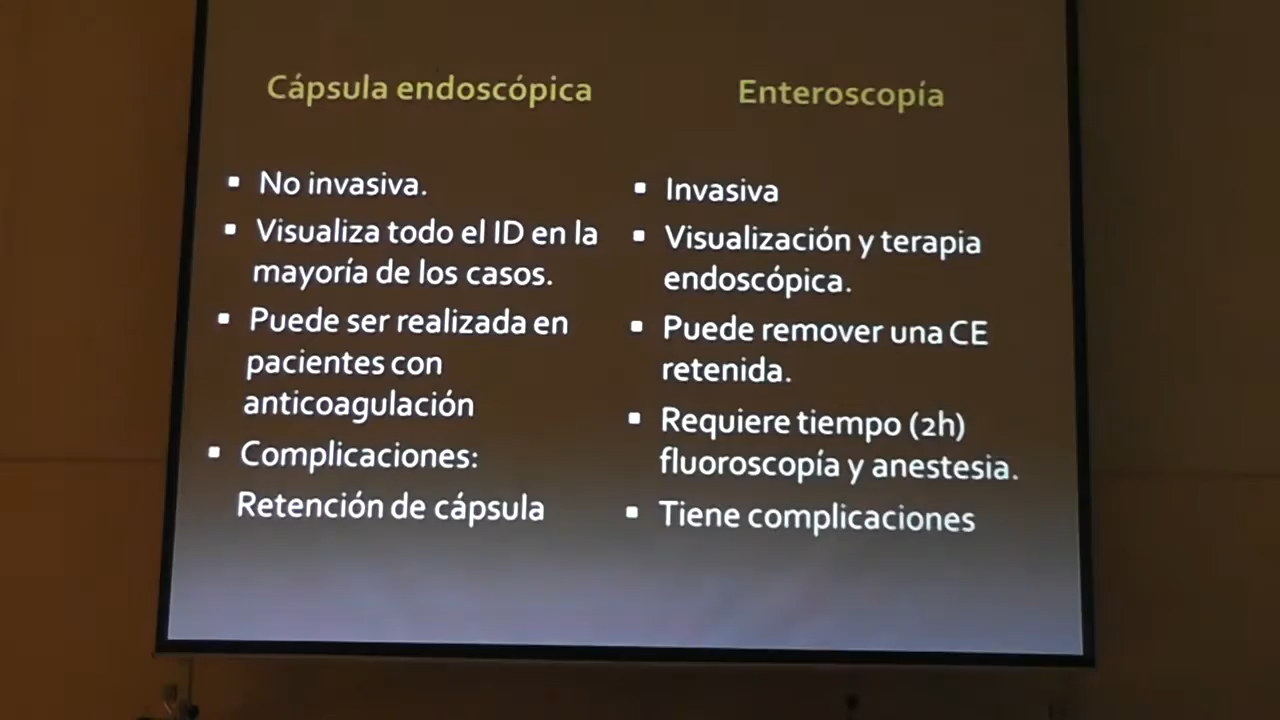 Cápsula endoscópica
▪ No invasiva.
▪ Visualiza todo el ID en la
mayoría de los casos.
▪ Puede ser realizada en
pacientes con
anticoagulación
▪ Complicaciones:
Retención de cápsula
Enteroscopía
▪ Invasiva
▪ Visualización y terapia
endoscópica.
▪ Puede remover una CE
retenida.
▪ Requiere tiempo (2h)
fluoroscopía y anestesia.
▪ Tiene complicaciones